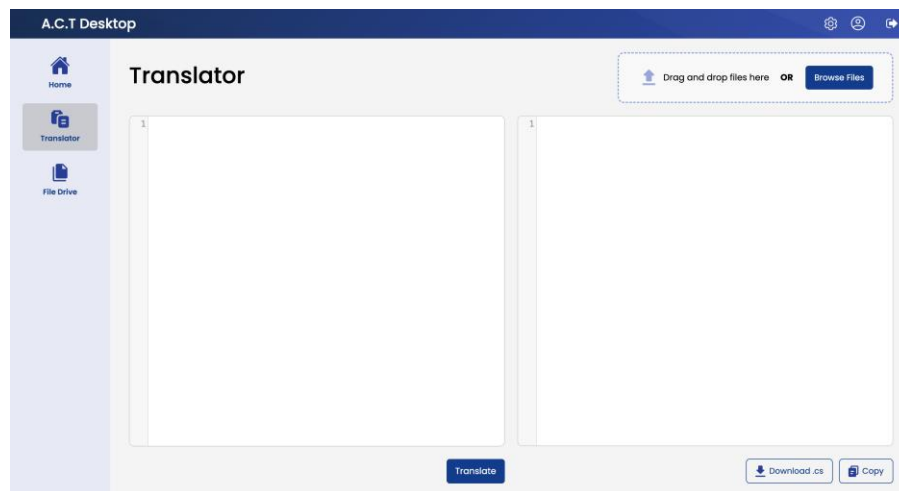 A.C.T Desktop
Home
Translator
File Drive
Translator
Drag and drop files here OR Browse Files
1
1
Translate
Download .cs
Copy